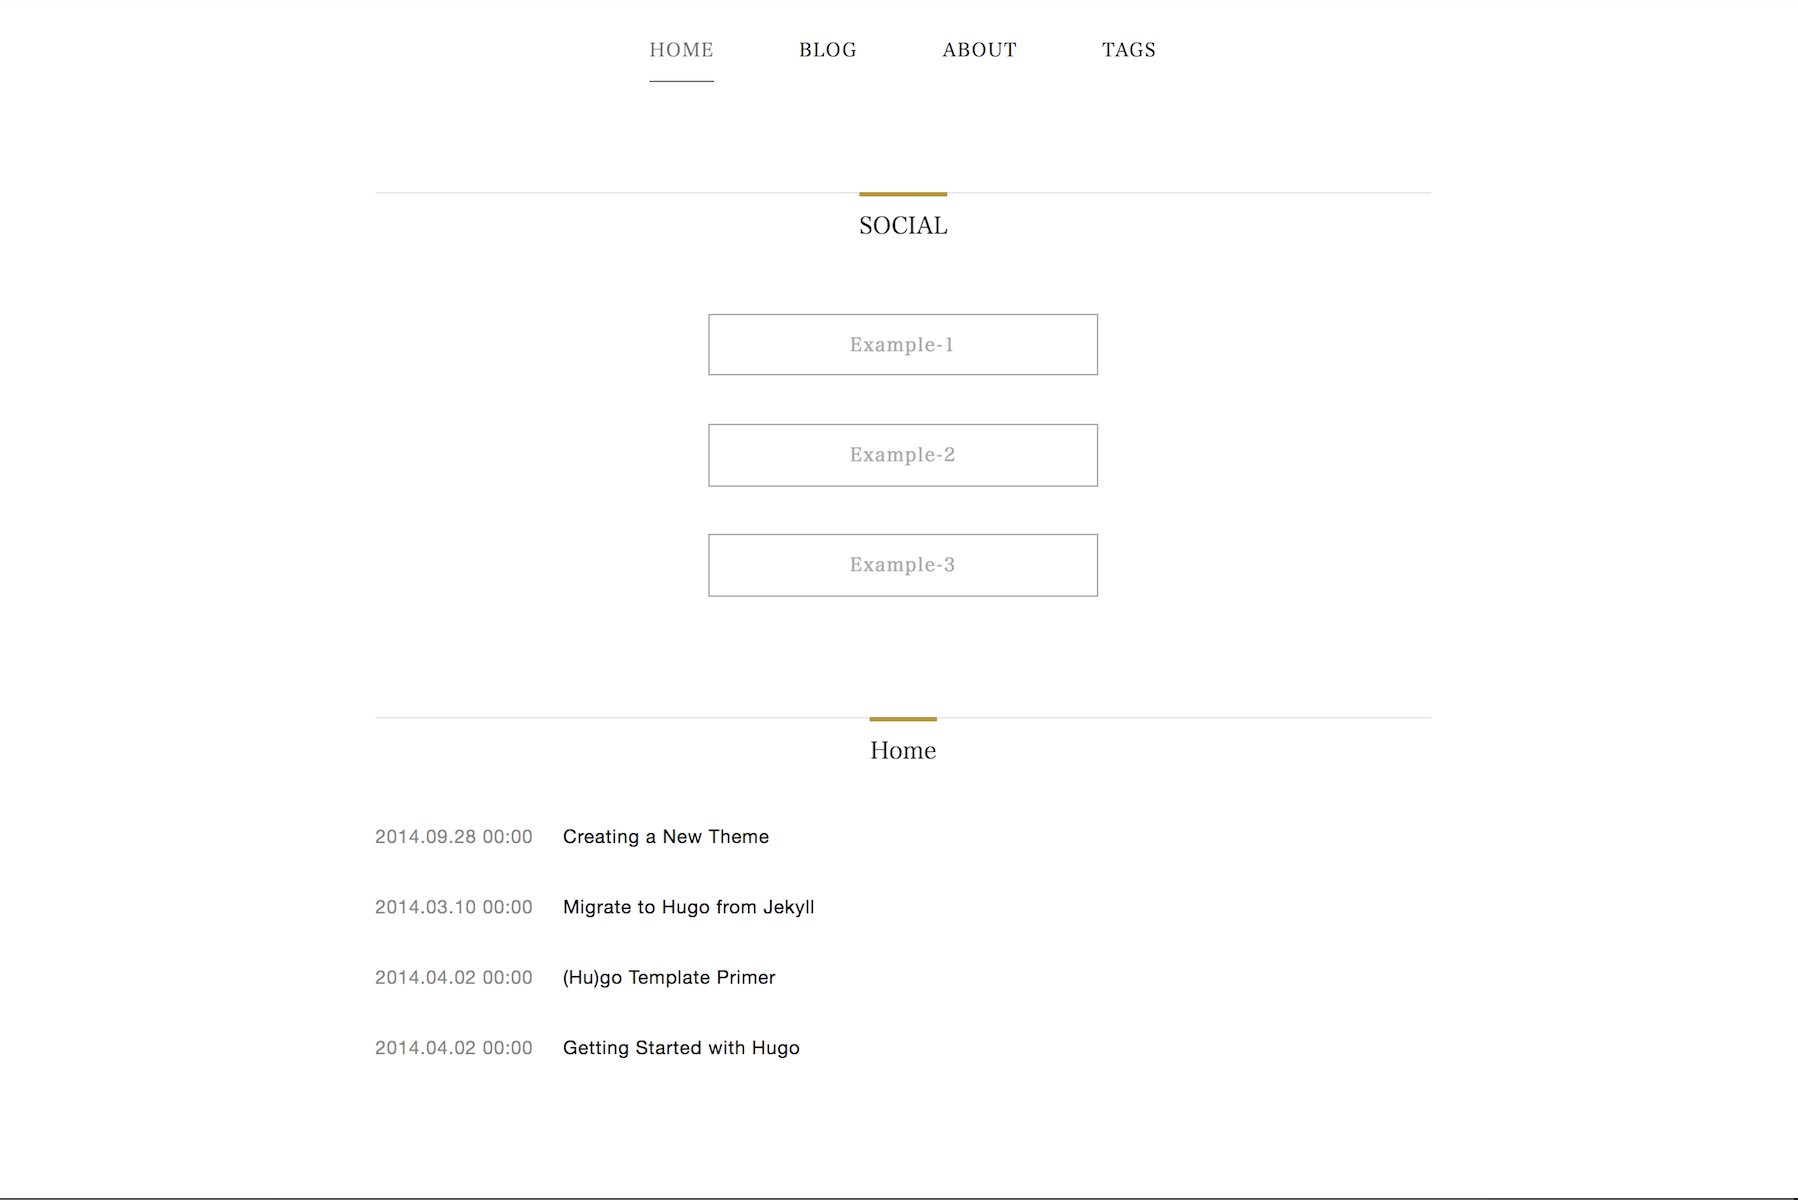 HOME BLOG ABOUT TAGS
SOCIAL
Example-1
Example-2
Example-3
Home
2014.09.28 00:00 Creating a New Theme
2014.03.10 00:00 Migrate to Hugo from Jekyll
2014.04.02 00:00 (Hu)go Template Primer
2014.04.02 00:00 Getting Started with Hugo